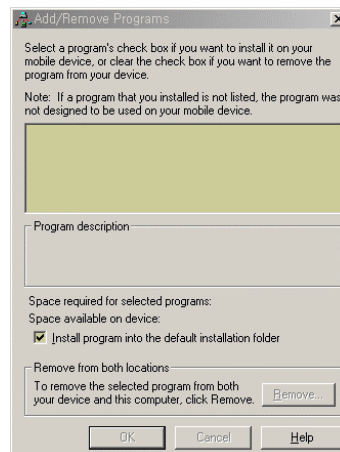 Add/Remove Programs
Select a program's check box if you want to install it on your
mobile device, or clear the check box if you want to remove the
program from your device.
Note: If a program that you installed is not listed, the program was
not designed to be used on your mobile device.
Program description
Space required for selected programs:
Space available on device:
Install program into the default installation folder
Remove from both locations
To remove the selected program from both
your device and this computer, click Remove.
Remove...
OK
Cancel
Help